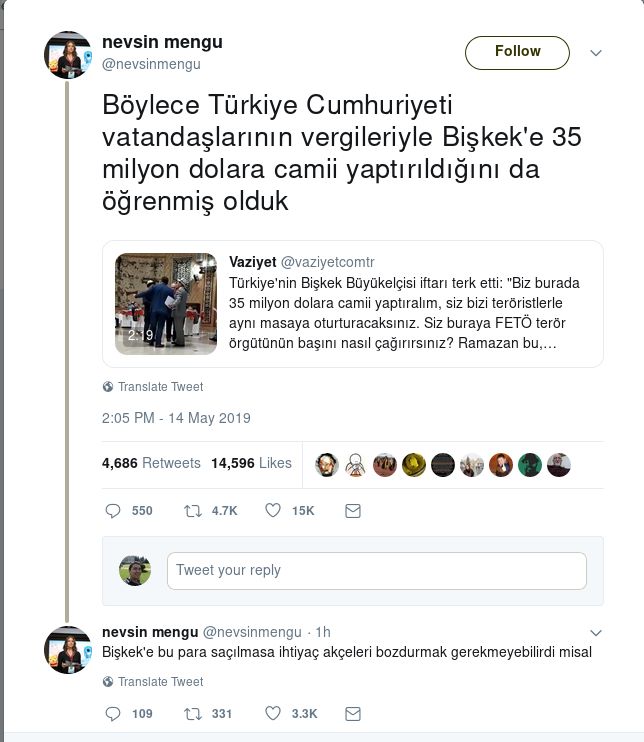 nevsin mengu
@nevsinmengu
Follow
Böylece Türkiye Cumhuriyeti
vatandaşlarının vergileriyle Bişkek'e 35
milyon dolara camii yaptırıldığını da
öğrenmiş olduk
Vaziyet @vaziyetcomtr
Türkiye'nin Bişkek Büyükelçisi iftarı terk etti: "Biz burada
35 milyon dolara camii yaptıralım, siz bizi teröristlerle
aynı masaya oturturacaksınız. Siz buraya FETÖ terör
örgütünün başını nasıl çağırırsınız? Ramazan bu,...
2:19
Translate Tweet
2:05 PM - 14 May 2019
4,686 Retweets 14,596 Likes
550 4.7K 15K
Tweet your reply
nevsin mengu @nevsinmengu · 1h
Bişkek'e bu para saçılmasa ihtiyaç akçeleri bozdurmak gerekmeyebilirdi misal
Translate Tweet
109 331 3.3K